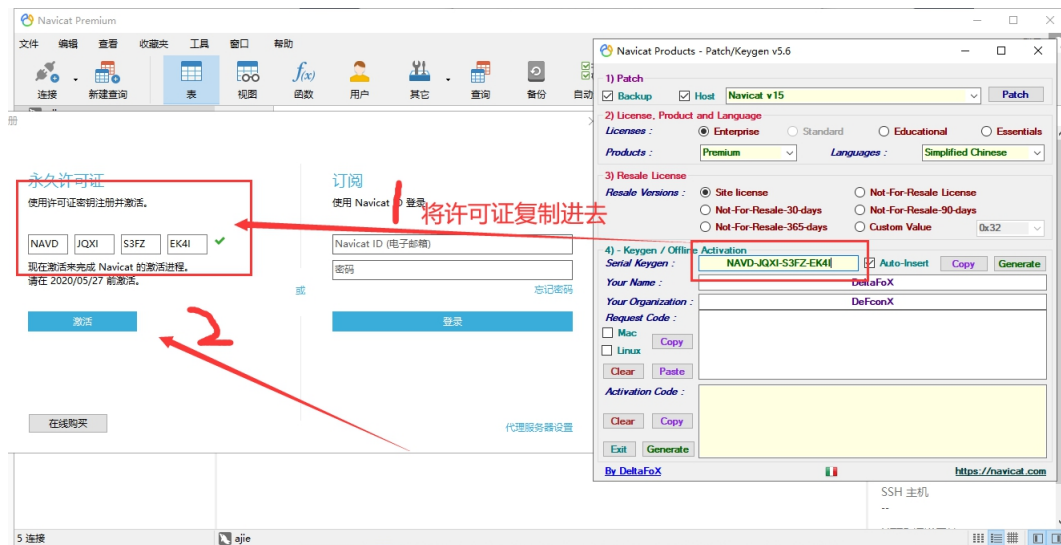 Navicat Premium
文件 编辑 查看 收藏夹 工具 窗口 帮助
连接 新建查询 表 视图 函数 用户 其它 查询 备份 自动
f(x)
册
永久许可证
使用许可证密钥注册并激活。
NAVD JQXI S3FZ EK4I
现在激活来完成 Navicat 的激活进程。
请在 2020/05/27 前激活。
激活
在线购买
或
订阅
使用 Navicat ID 登录
Navicat ID (电子邮箱)
密码
忘记密码
登录
代理服务器设置
1 将许可证复制进去
2
Navicat Products - Patch/Keygen v5.6
1) Patch
Backup Host Navicat v15 Patch
2) License, Product and Language
Licenses : Enterprise Standard Educational Essentials
Products : Premium Languages : Simplified Chinese
3) Resale License
Resale Versions : Site license Not-For-Resale License
Not-For-Resale-30-days Not-For-Resale-90-days
Not-For-Resale-365-days Custom Value 0x32
4) - Keygen / Offline Activation
Serial Keygen : NAVD-JQXI-S3FZ-EK4I Auto-Insert Copy Generate
Your Name : DeltaFoX
Your Organization : DeFconX
Request Code :
Mac
Linux
Copy
Clear Paste
Activation Code :
Clear Copy
Exit Generate
By DeltaFoX https://navicat.com
SSH 主机
--
5 连接 ajie